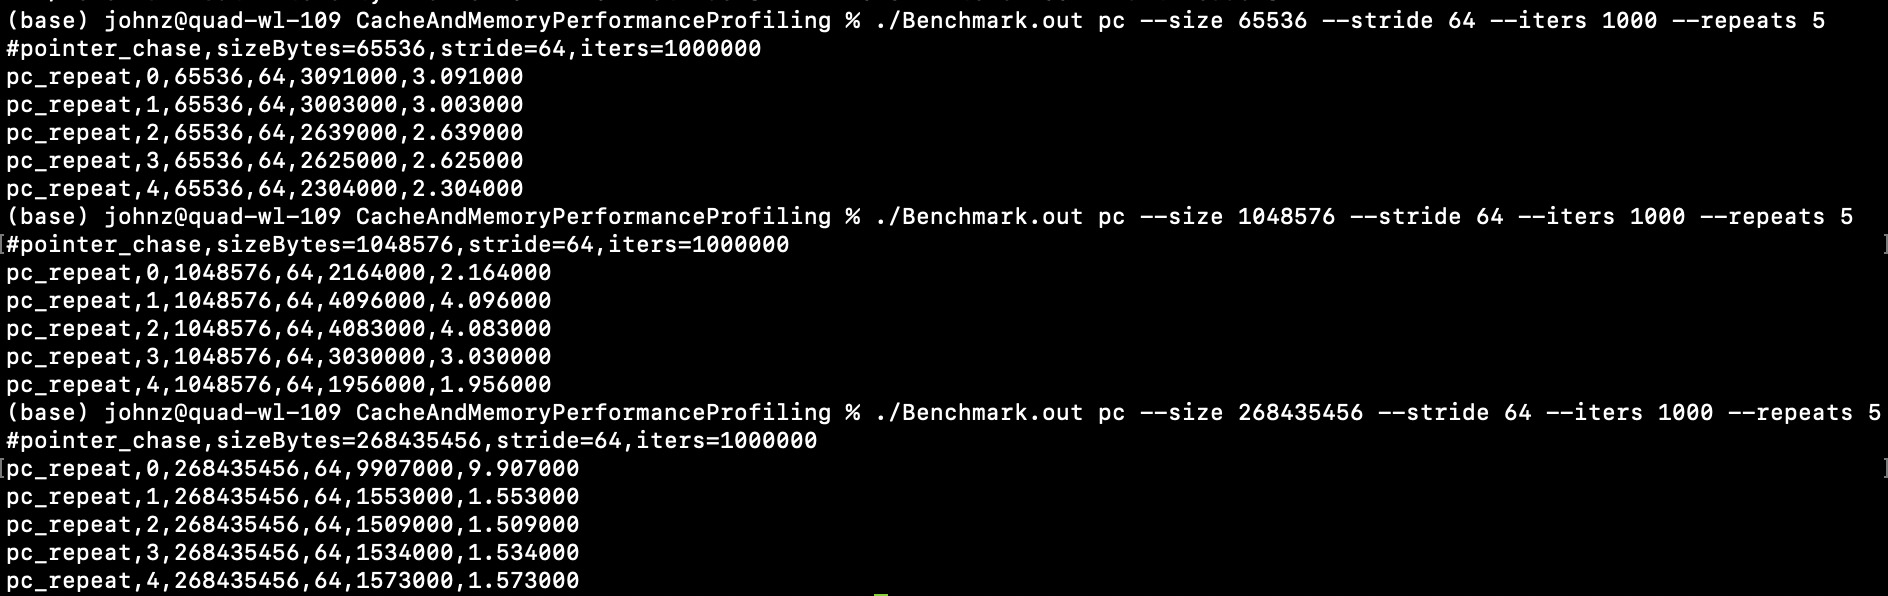 (base) johnz@quad-wl-109 CacheAndMemoryPerformanceProfiling % ./Benchmark.out pc --size 65536 --stride 64 --iters 1000 --repeats 5
#pointer_chase,sizeBytes=65536,stride=64,iters=1000000
pc_repeat,0,65536,64,3091000,3.091000
pc_repeat,1,65536,64,3003000,3.003000
pc_repeat,2,65536,64,2639000,2.639000
pc_repeat,3,65536,64,2625000,2.625000
pc_repeat,4,65536,64,2304000,2.304000
(base) johnz@quad-wl-109 CacheAndMemoryPerformanceProfiling % ./Benchmark.out pc --size 1048576 --stride 64 --iters 1000 --repeats 5
#pointer_chase,sizeBytes=1048576,stride=64,iters=1000000
pc_repeat,0,1048576,64,2164000,2.164000
pc_repeat,1,1048576,64,4096000,4.096000
pc_repeat,2,1048576,64,4083000,4.083000
pc_repeat,3,1048576,64,3030000,3.030000
pc_repeat,4,1048576,64,1956000,1.956000
(base) johnz@quad-wl-109 CacheAndMemoryPerformanceProfiling % ./Benchmark.out pc --size 268435456 --stride 64 --iters 1000 --repeats 5
#pointer_chase,sizeBytes=268435456,stride=64,iters=1000000
pc_repeat,0,268435456,64,9907000,9.907000
pc_repeat,1,268435456,64,1553000,1.553000
pc_repeat,2,268435456,64,1509000,1.509000
pc_repeat,3,268435456,64,1534000,1.534000
pc_repeat,4,268435456,64,1573000,1.573000